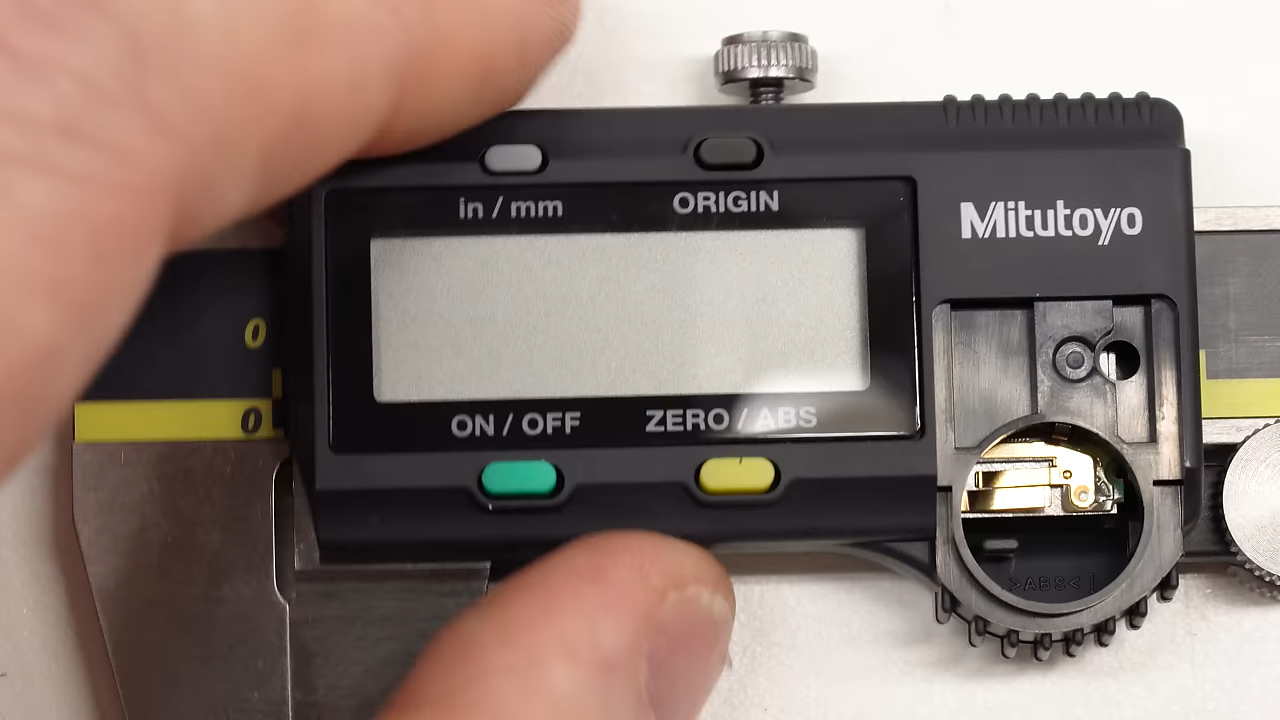 in / mm
ORIGIN
Mitutoyo
0
0
ON / OFF
ZERO / ABS
>ABS<